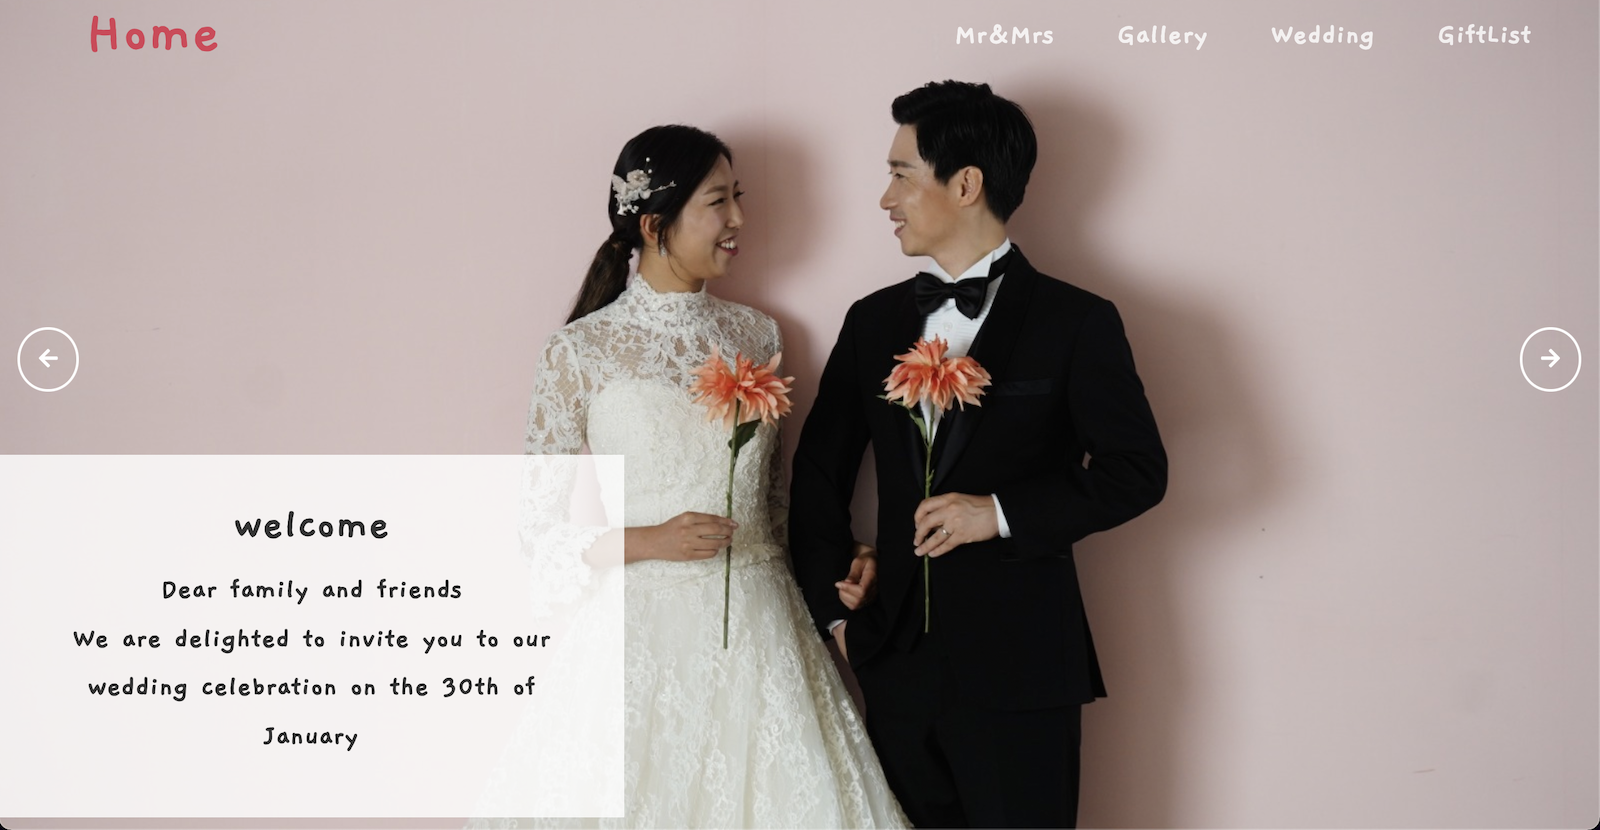 Home
Mr&Mrs
Gallery
Wedding
GiftList
welcome
Dear family and friends
We are delighted to invite you to our
wedding celebration on the 30th of
January